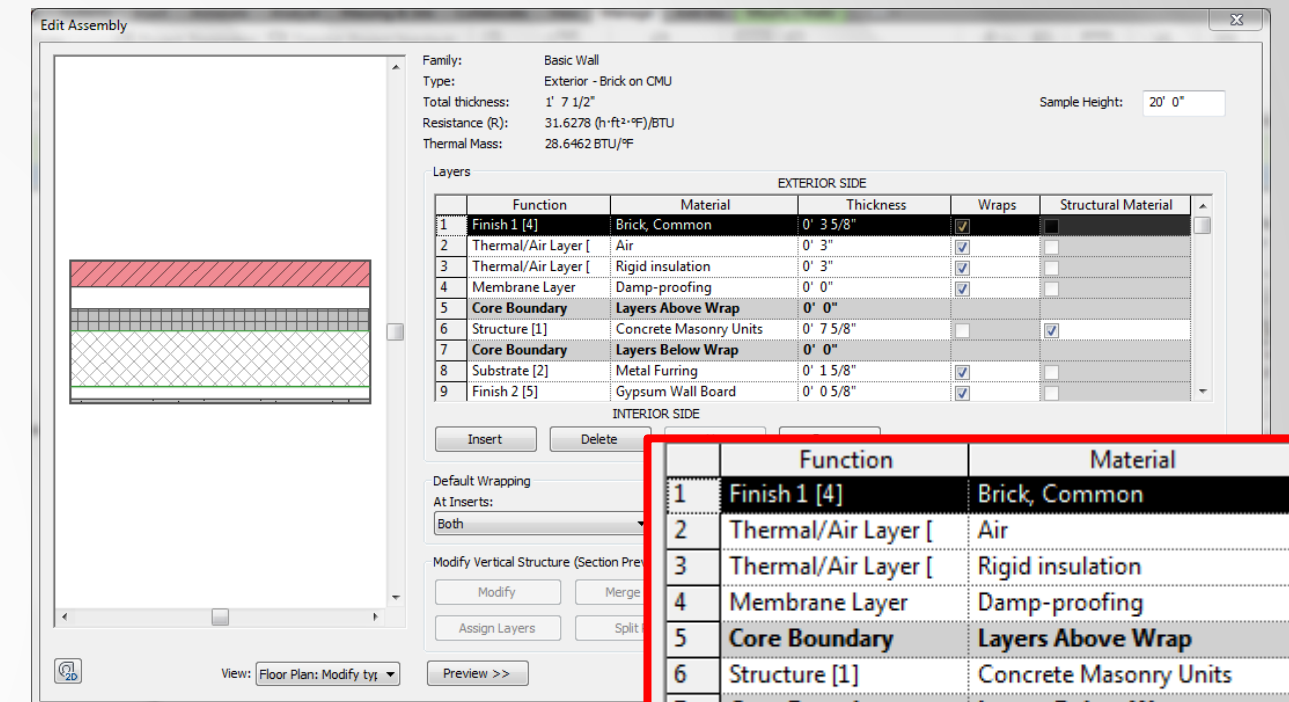 Edit Assembly
Family: Basic Wall
Type: Exterior - Brick on CMU
Total thickness: 1' 7 1/2"
Resistance (R): 31.6278 (h·ft²·°F)/BTU
Thermal Mass: 28.6462 BTU/°F
Sample Height: 20' 0"
Layers
EXTERIOR SIDE
Function Material Thickness Wraps Structural Material
1 Finish 1 [4] Brick, Common 0' 3 5/8"
2 Thermal/Air Layer [ Air 0' 3"
3 Thermal/Air Layer [ Rigid insulation 0' 3"
4 Membrane Layer Damp-proofing 0' 0"
5 Core Boundary Layers Above Wrap 0' 0"
6 Structure [1] Concrete Masonry Units 0' 7 5/8"
7 Core Boundary Layers Below Wrap 0' 0"
8 Substrate [2] Metal Furring 0' 1 5/8"
9 Finish 2 [5] Gypsum Wall Board 0' 0 5/8"
INTERIOR SIDE
Insert Delete
Default Wrapping
At Inserts:
Both
Modify Vertical Structure (Section Prev
Modify Merge
Assign Layers Split
2D View: Floor Plan: Modify typ Preview >>
Function Material
1 Finish 1 [4] Brick, Common
2 Thermal/Air Layer [ Air
3 Thermal/Air Layer [ Rigid insulation
4 Membrane Layer Damp-proofing
5 Core Boundary Layers Above Wrap
6 Structure [1] Concrete Masonry Units